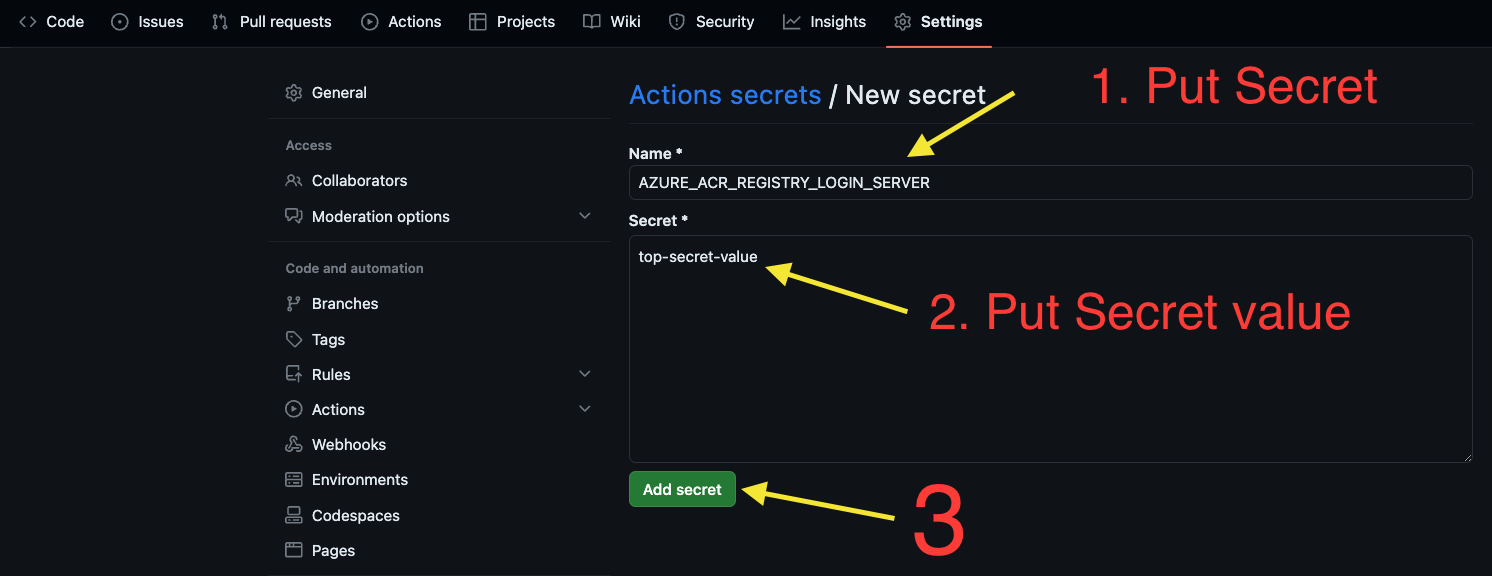 Code Issues Pull requests Actions Projects Wiki Security Insights Settings
General
Access
Collaborators
Moderation options
Code and automation
Branches
Tags
Rules
Actions
Webhooks
Environments
Codespaces
Pages
Actions secrets / New secret
1. Put Secret
Name *
AZURE_ACR_REGISTRY_LOGIN_SERVER
Secret *
top-secret-value
2. Put Secret value
Add secret
3